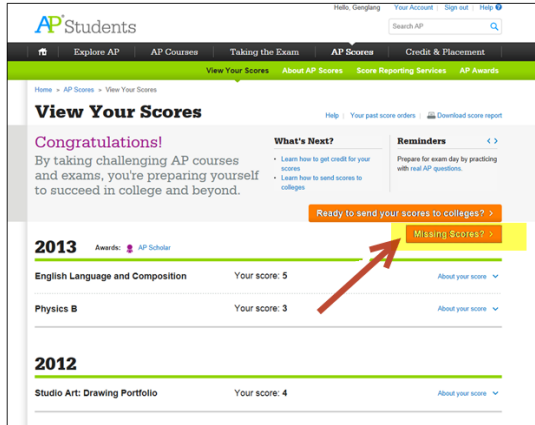 Hello, Genglang Your Account | Sign out | Help ?
AP Students
Search AP
Explore AP AP Courses Taking the Exam AP Scores Credit & Placement
View Your Scores About AP Scores Score Reporting Services AP Awards
Home » AP Scores » View Your Scores
View Your Scores
Help | Your past score orders | Download score report
Congratulations!
By taking challenging AP courses
and exams, you're preparing yourself
to succeed in college and beyond.
What's Next?
• Learn how to get credit for your
scores
• Learn how to send scores to
colleges
Reminders < >
Prepare for exam day by practicing
with real AP questions.
Ready to send your scores to colleges? >
Missing Scores? >
2013 Awards: AP Scholar
English Language and Composition Your score: 5 About your score
Physics B Your score: 3 About your score
2012
Studio Art: Drawing Portfolio Your score: 4 About your score